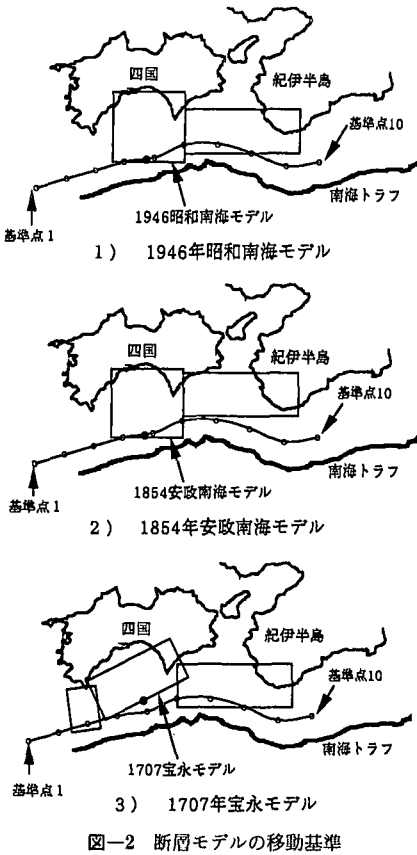 四国
紀伊半島
基準点10
南海トラフ
基準点1
1946昭和南海モデル
1) 1946年昭和南海モデル
四国
紀伊半島
基準点10
南海トラフ
基準点1
1854安政南海モデル
2) 1854年安政南海モデル
四国
紀伊半島
基準点10
南海トラフ
基準点1
1707宝永モデル
3) 1707年宝永モデル
図―2 断層モデルの移動基準